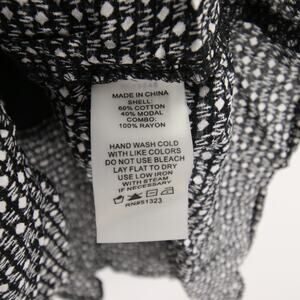 MADE IN CHINA
SHELL:
60% COTTON
40% MODAL
COMBO:
100% RAYON
HAND WASH COLD
WITH LIKE COLORS
DO NOT USE BLEACH
LAY FLAT TO DRY
USE LOW IRON
WITH STEAM
IF NECESSARY
RN#51323